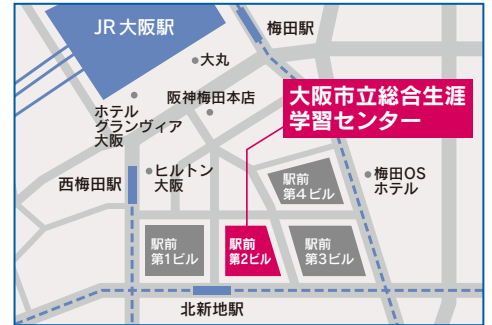 JR大阪駅
梅田駅
大丸
ホテル
グランヴィア
大阪
阪神梅田本店
大阪市立総合生涯
学習センター
西梅田駅
ヒルトン
大阪
駅前
第4ビル
梅田OS
ホテル
駅前
第1ビル
駅前
第2ビル
駅前
第3ビル
北新地駅